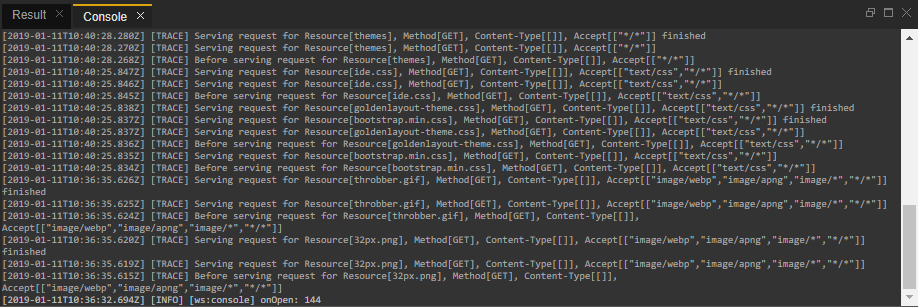 Result
Console
[2019-01-11T10:40:28.280Z] [TRACE] Serving request for Resource[themes], Method[GET], Content-Type[[]], Accept[["*/*"]] finished
[2019-01-11T10:40:28.270Z] [TRACE] Serving request for Resource[themes], Method[GET], Content-Type[[]], Accept[["*/*"]]
[2019-01-11T10:40:28.268Z] [TRACE] Before serving request for Resource[themes], Method[GET], Content-Type[[]], Accept[["*/*"]]
[2019-01-11T10:40:25.847Z] [TRACE] Serving request for Resource[ide.css], Method[GET], Content-Type[[]], Accept[["text/css","*/*"]] finished
[2019-01-11T10:40:25.846Z] [TRACE] Serving request for Resource[ide.css], Method[GET], Content-Type[[]], Accept[["text/css","*/*"]]
[2019-01-11T10:40:25.845Z] [TRACE] Before serving request for Resource[ide.css], Method[GET], Content-Type[[]], Accept[["text/css","*/*"]]
[2019-01-11T10:40:25.838Z] [TRACE] Serving request for Resource[goldenlayout-theme.css], Method[GET], Content-Type[[]], Accept[["text/css","*/*"]] finished
[2019-01-11T10:40:25.837Z] [TRACE] Serving request for Resource[bootstrap.min.css], Method[GET], Content-Type[[]], Accept[["text/css","*/*"]] finished
[2019-01-11T10:40:25.837Z] [TRACE] Serving request for Resource[goldenlayout-theme.css], Method[GET], Content-Type[[]], Accept[["text/css","*/*"]]
[2019-01-11T10:40:25.836Z] [TRACE] Before serving request for Resource[goldenlayout-theme.css], Method[GET], Content-Type[[]], Accept[["text/css","*/*"]]
[2019-01-11T10:40:25.835Z] [TRACE] Serving request for Resource[bootstrap.min.css], Method[GET], Content-Type[[]], Accept[["text/css","*/*"]]
[2019-01-11T10:40:25.834Z] [TRACE] Before serving request for Resource[bootstrap.min.css], Method[GET], Content-Type[[]], Accept[["text/css","*/*"]]
[2019-01-11T10:36:35.626Z] [TRACE] Serving request for Resource[throbber.gif], Method[GET], Content-Type[[]], Accept[["image/webp","image/apng","image/*","*/*"]]
finished
[2019-01-11T10:36:35.625Z] [TRACE] Serving request for Resource[throbber.gif], Method[GET], Content-Type[[]], Accept[["image/webp","image/apng","image/*","*/*"]]
[2019-01-11T10:36:35.624Z] [TRACE] Before serving request for Resource[throbber.gif], Method[GET], Content-Type[[]],
Accept[["image/webp","image/apng","image/*","*/*"]]
[2019-01-11T10:36:35.620Z] [TRACE] Serving request for Resource[32px.png], Method[GET], Content-Type[[]], Accept[["image/webp","image/apng","image/*","*/*"]]
finished
[2019-01-11T10:36:35.619Z] [TRACE] Serving request for Resource[32px.png], Method[GET], Content-Type[[]], Accept[["image/webp","image/apng","image/*","*/*"]]
[2019-01-11T10:36:35.615Z] [TRACE] Before serving request for Resource[32px.png], Method[GET], Content-Type[[]],
Accept[["image/webp","image/apng","image/*","*/*"]]
[2019-01-11T10:36:32.694Z] [INFO] [ws:console] onOpen: 144